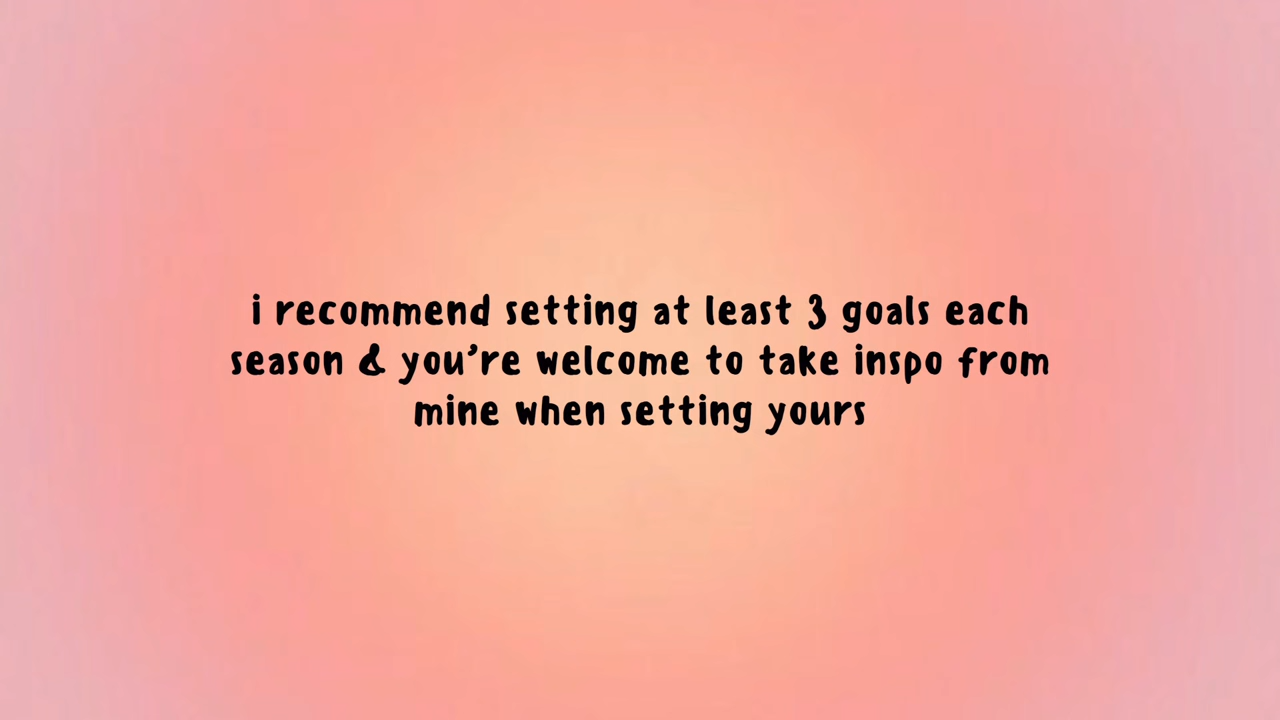 i recommend setting at least 3 goals each
season & you're welcome to take inspo from
mine when setting yours